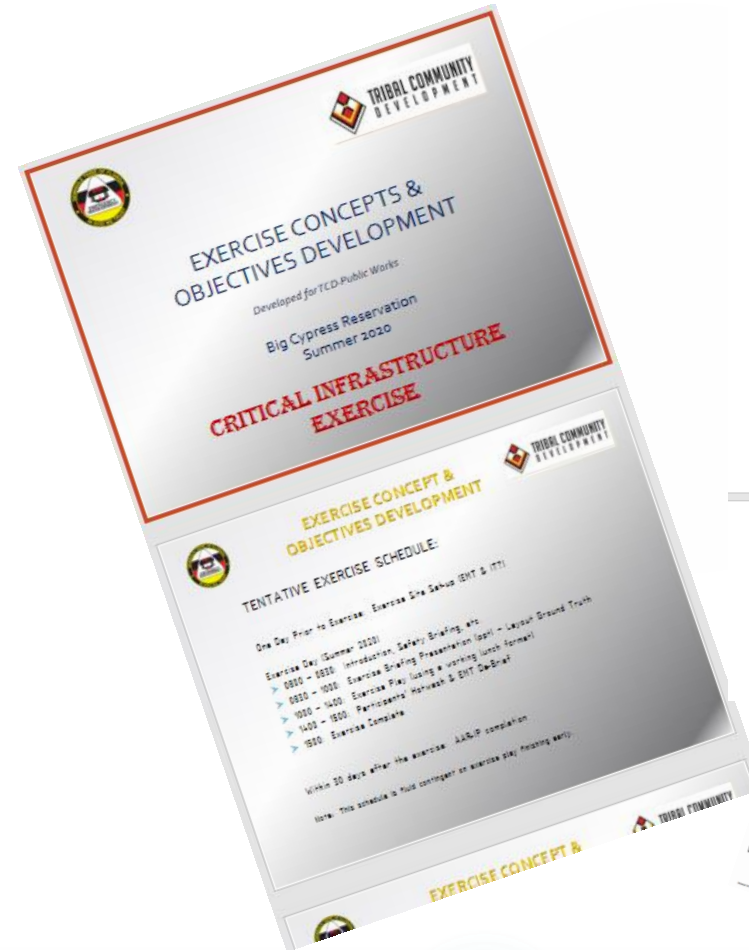 TRIBAL COMMUNITY
DEVELOPMENT
EXERCISE CONCEPTS &
OBJECTIVES DEVELOPMENT
Developed for TCD-Public Works
Big Cypress Reservation
Summer 2020
CRITICAL INFRASTRUCTURE
EXERCISE
TRIBAL COMMUNITY
DEVELOPMENT
EXERCISE CONCEPT &
OBJECTIVES DEVELOPMENT
TENTATIVE EXERCISE SCHEDULE:
One Day Prior to Exercise: Exercise Site Set-up (EMT & ITT)
Exercise Day (Summer 2020)
0800 – 0830: Introduction, Safety Briefing, etc.
0830 – 1000: Exercise Briefing Presentation (ppt) – Layout Ground Truth
1000 – 1400: Exercise Play (using a working lunch format)
1400 – 1500: Participants' Hotwash & EMT De-Brief
1500: Exercise Complete
Within 30 days after the exercise: AAR-IP completion
Note: This schedule is fluid contingent on exercise play finishing early.
TRIBAL COMMUNITY
EXERCISE CONCEPT &